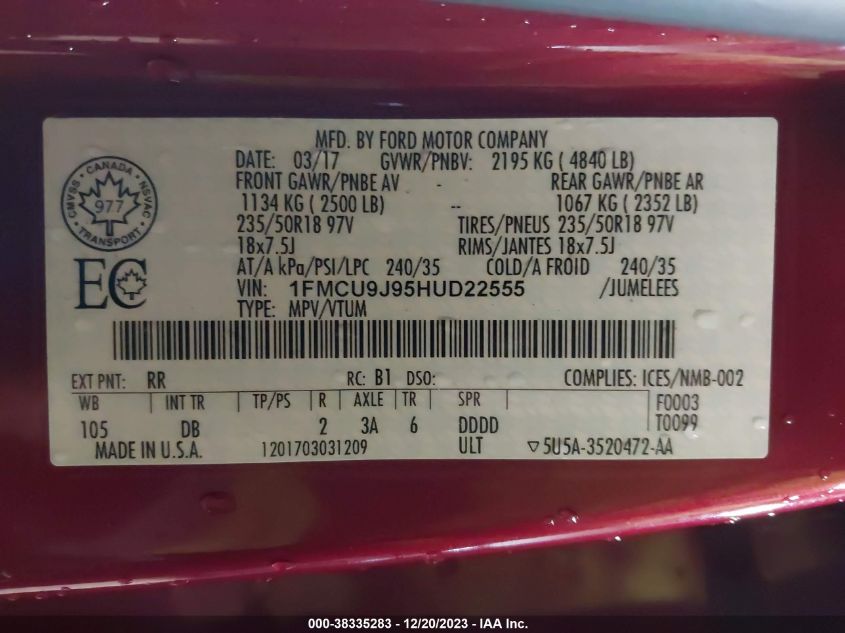 MFD. BY FORD MOTOR COMPANY
DATE: 03/17 GVWR/PNBV: 2195 KG ( 4840 LB)
FRONT GAWR/PNBE AV - REAR GAWR/PNBE AR
1134 KG ( 2500 LB) -- 1067 KG ( 2352 LB)
235/50R18 97V TIRES/PNEUS 235/50R18 97V
18x7.5J RIMS/JANTES 18x7.5J
AT/A kPa/PSI/LPC 240/35 COLD/A FROID 240/35
VIN: 1FMCU9J95HUD22555 /JUMELEES
TYPE: MPV/VTUM
CANADA
CMVSS NSVAC
977
TRANSPORT
EC
EXT PNT: RR RC: B1 DSO: COMPLIES: ICES/NMB-002
WB INT TR TP/PS R AXLE TR SPR F0003
105 DB 2 3A 6 DDDD T0099
MADE IN U.S.A. 1201703031209 ULT ▽5U5A-3520472-AA
000-38335283 - 12/20/2023 - IAA Inc.